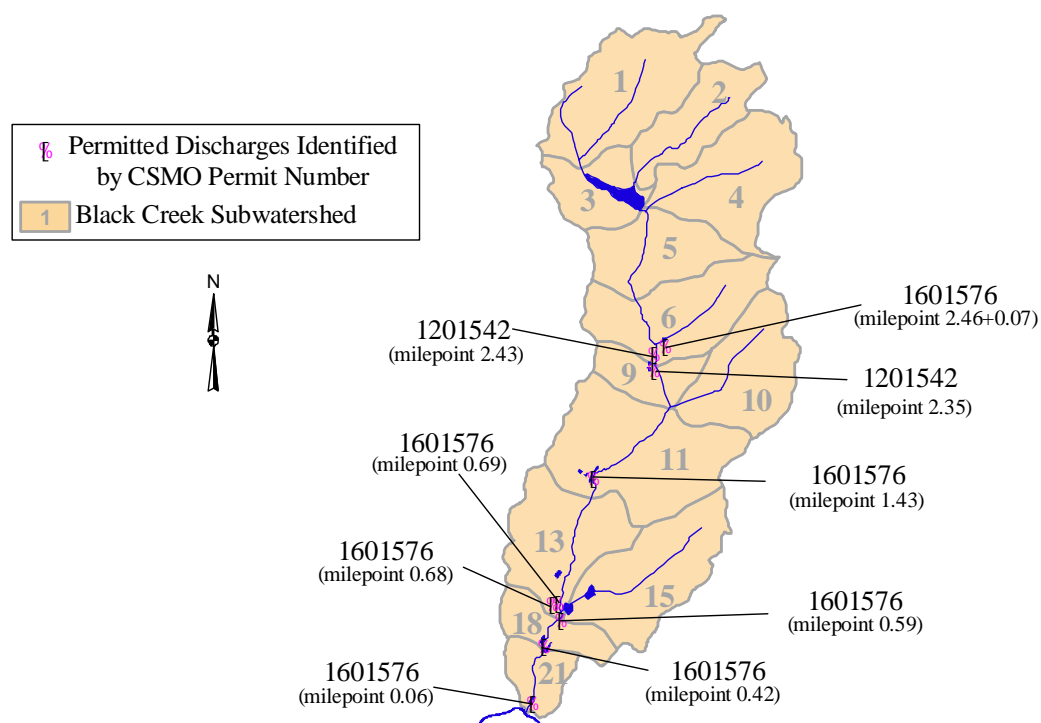 Permitted Discharges Identified
by CSMO Permit Number
1 Black Creek Subwatershed
N
1
2
3
4
5
6
1601576
(milepoint 2.46+0.07)
1201542
(milepoint 2.43)
9
1201542
(milepoint 2.35)
10
1601576
(milepoint 0.69)
11
1601576
(milepoint 1.43)
13
1601576
(milepoint 0.68)
15
1601576
(milepoint 0.59)
18
21
1601576
(milepoint 0.42)
1601576
(milepoint 0.06)